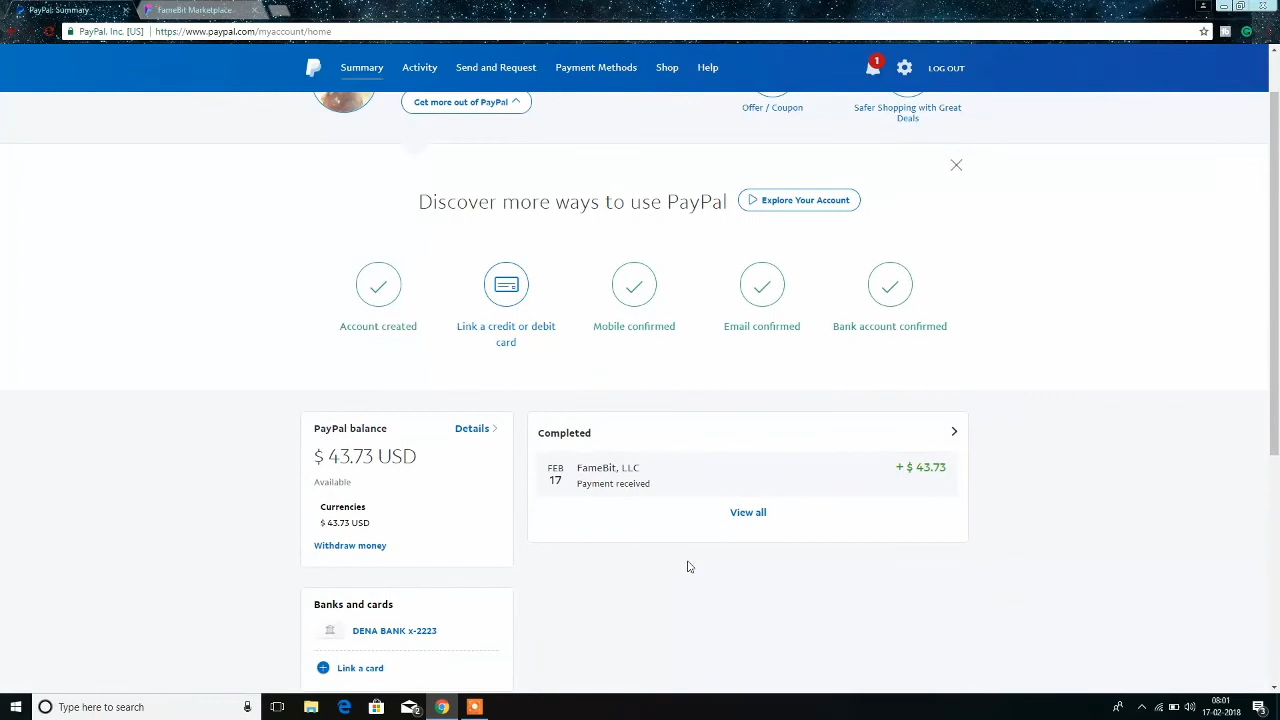 PayPal: Summary
FameBit Marketplace
PayPal, Inc. [US]
https://www.paypal.com/myaccount/home
Summary
Activity
Send and Request
Payment Methods
Shop
Help
1
LOG OUT
Get more out of PayPal
Offer / Coupon
Safer Shopping with Great
Deals
Discover more ways to use PayPal
Explore Your Account
Account created
Link a credit or debit
card
Mobile confirmed
Email confirmed
Bank account confirmed
PayPal balance
Details
$ 43.73 USD
Available
Currencies
$ 43.73 USD
Withdraw money
Completed
FEB
17
FameBit, LLC
Payment received
+ $ 43.73
View all
Banks and cards
DENA BANK x-2223
Link a card
Type here to search
2
08:01
17-02-2018
3